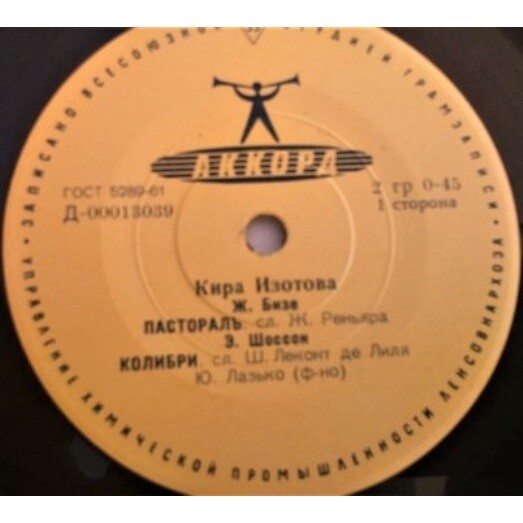 ЗАПИСАНО ВСЕСОЮЗНОЙ СТУДИЕЙ ГРАМЗАПИСИ
АККОРД
ГОСТ 5289-61
Д-00013039
2 гр 0-45
1 сторона
Кира Изотова
Ж. Бизе
ПАСТОРАЛЬ, сл. Ж. Реньяра
Э. Шоссон
КОЛИБРИ, сл. Ш. Леконт де Лиля
Ю. Лазько (ф-но)
УПРАВЛЕНИЕ ХИМИЧЕСКОЙ ПРОМЫШЛЕННОСТИ ЛЕНСОВНАРХОЗА